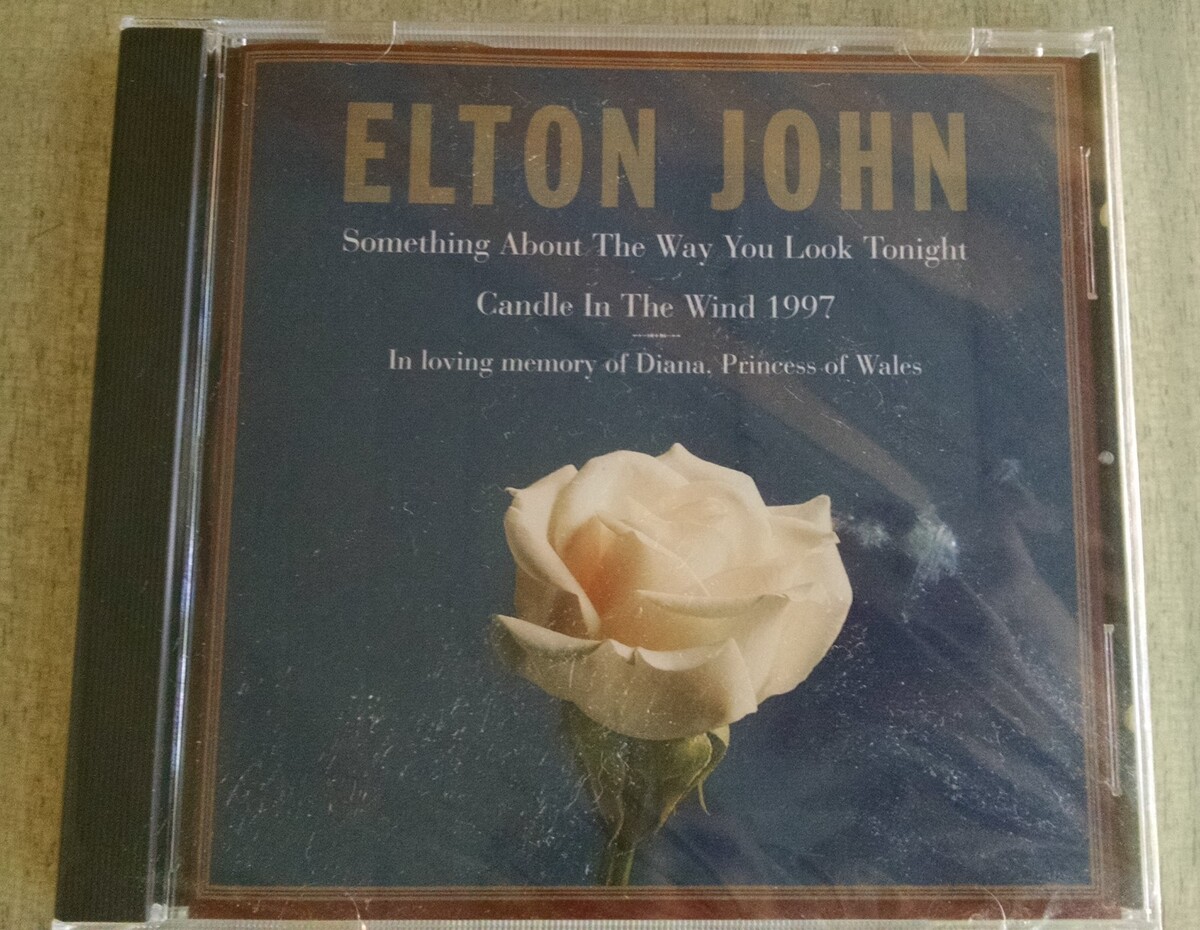 ELTON JOHN
Something About The Way You Look Tonight
Candle In The Wind 1997
In loving memory of Diana, Princess of Wales